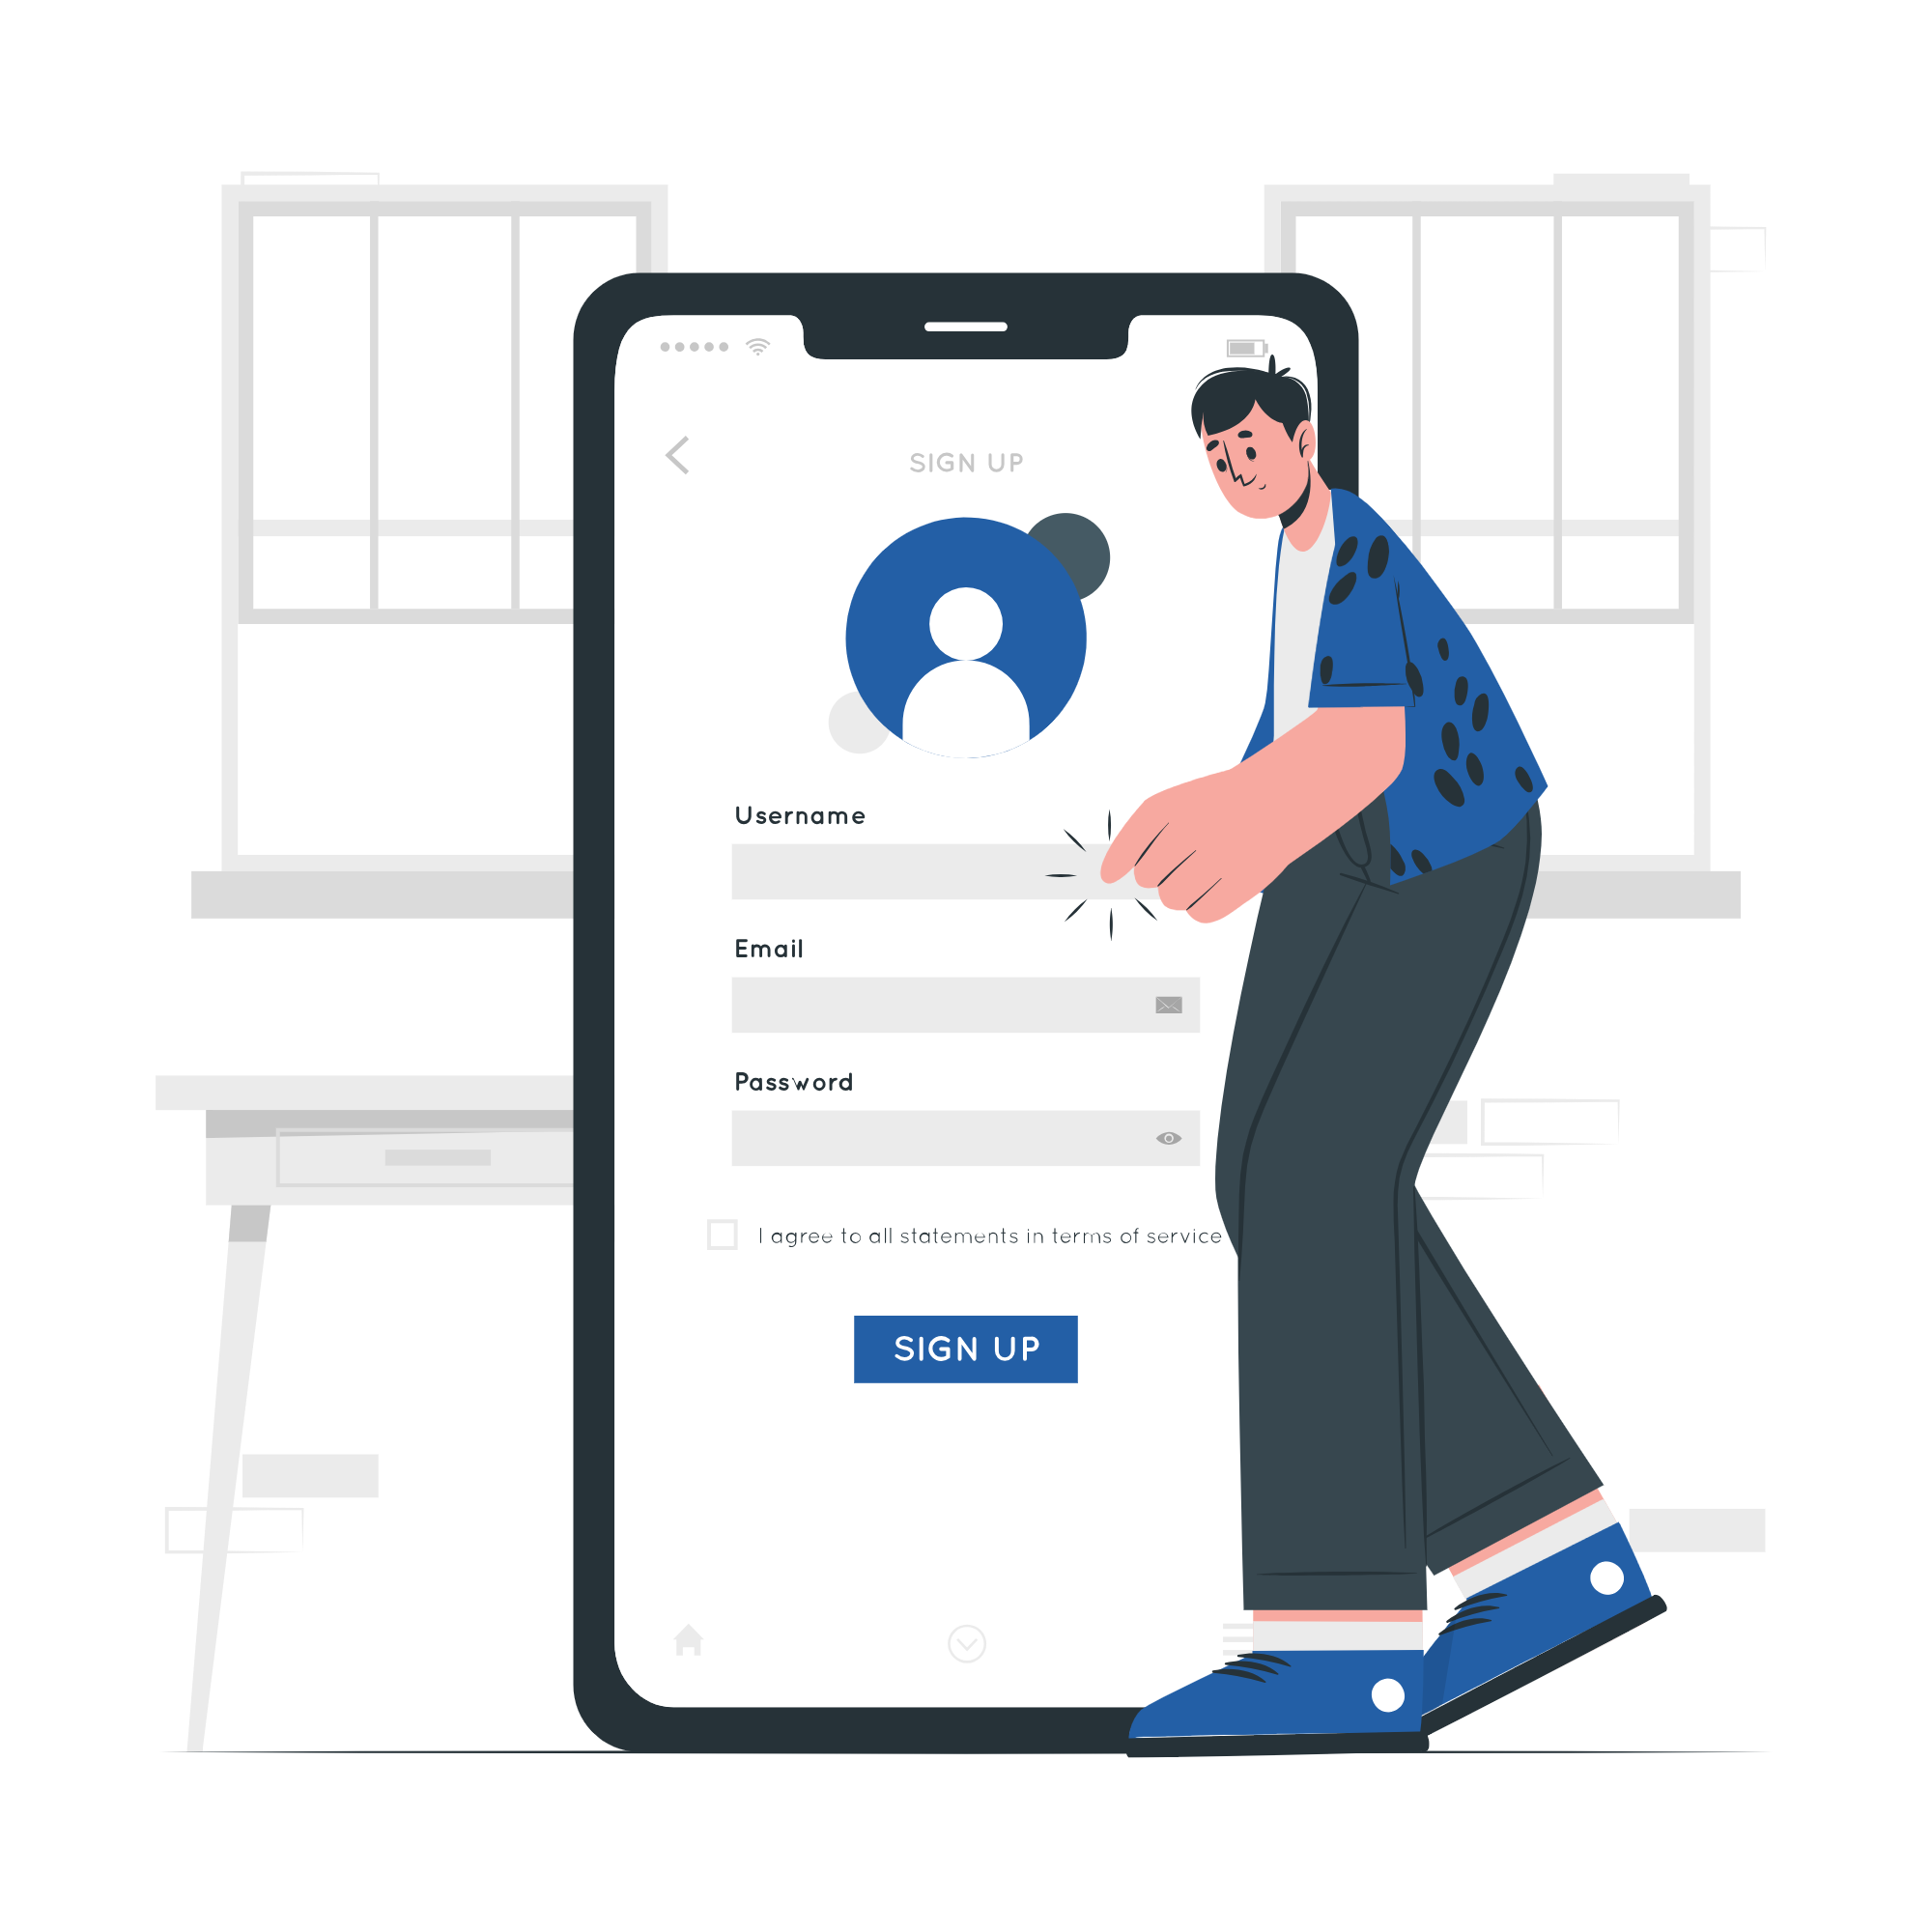 SIGN UP
Username
Email
Password
I agree to all statements in terms of service
SIGN UP